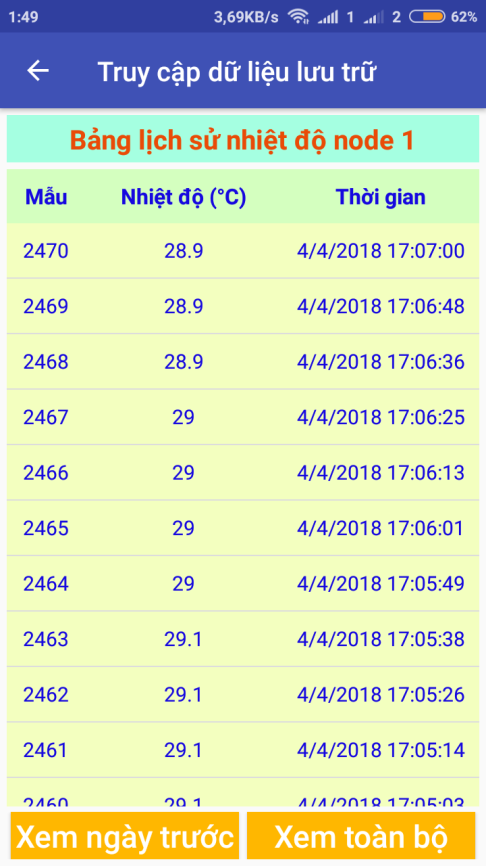 1:49 3,69KB/s 1 2 62%
Truy cập dữ liệu lưu trữ
Bảng lịch sử nhiệt độ node 1
Mẫu Nhiệt độ (°C) Thời gian
2470 28.9 4/4/2018 17:07:00
2469 28.9 4/4/2018 17:06:48
2468 28.9 4/4/2018 17:06:36
2467 29 4/4/2018 17:06:25
2466 29 4/4/2018 17:06:13
2465 29 4/4/2018 17:06:01
2464 29 4/4/2018 17:05:49
2463 29.1 4/4/2018 17:05:38
2462 29.1 4/4/2018 17:05:26
2461 29.1 4/4/2018 17:05:14
2460 29.1 4/4/2018 17:05:03
Xem ngày trước Xem toàn bộ